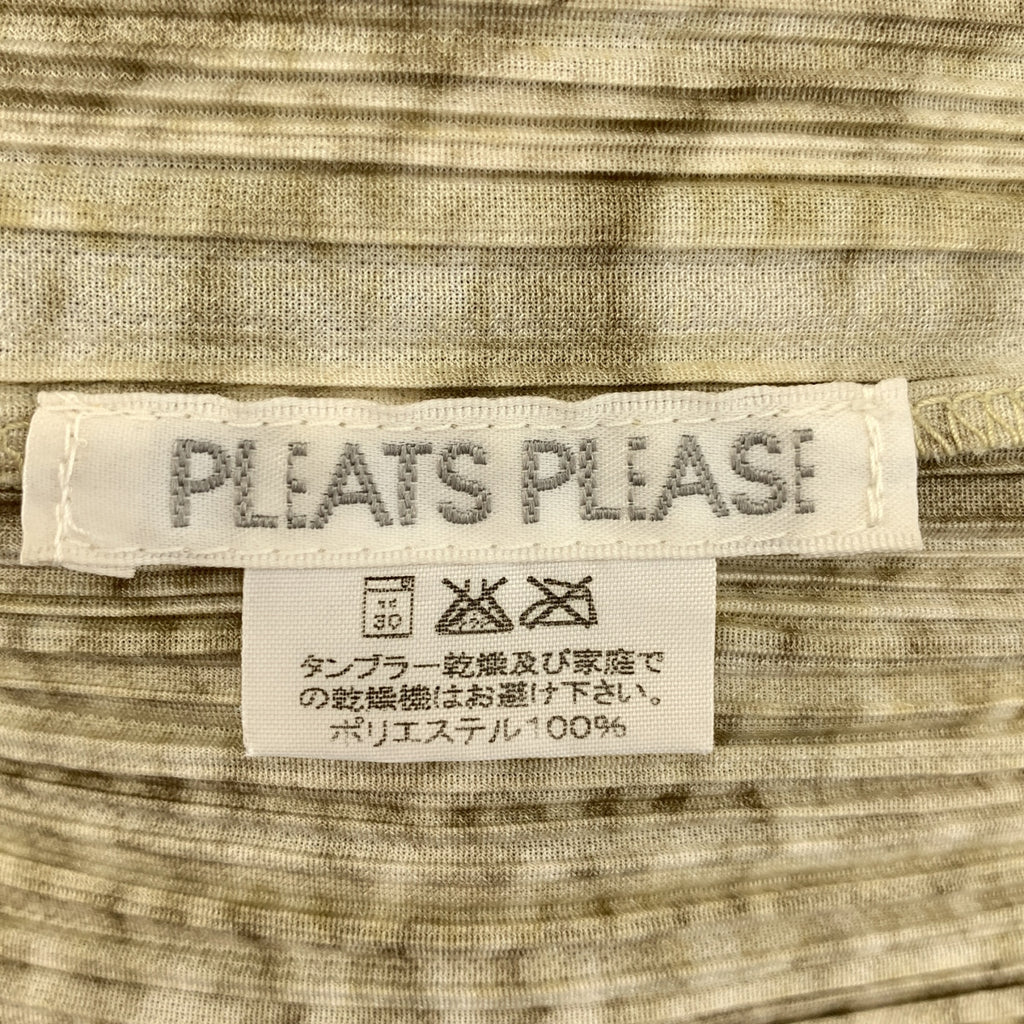 PLEATS PLEASE
30
タンブラー乾燥及び家庭で
の乾燥機はお避け下さい。
ポリエステル100%